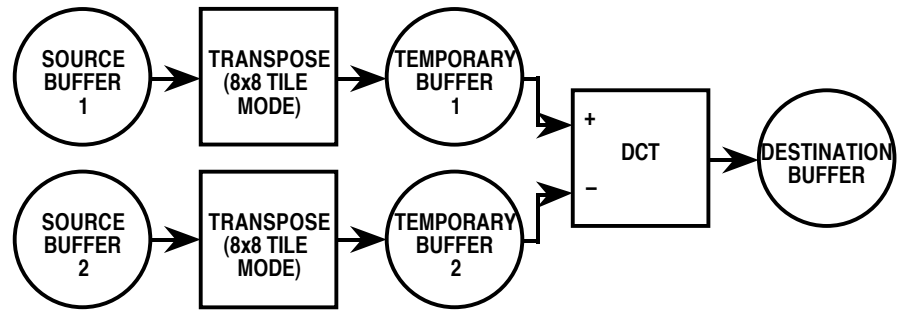 SOURCE
BUFFER
1
TRANSPOSE
(8x8 TILE
MODE)
TEMPORARY
BUFFER
1
+
–
DCT
DESTINATION
BUFFER
SOURCE
BUFFER
2
TRANSPOSE
(8x8 TILE
MODE)
TEMPORARY
BUFFER
2